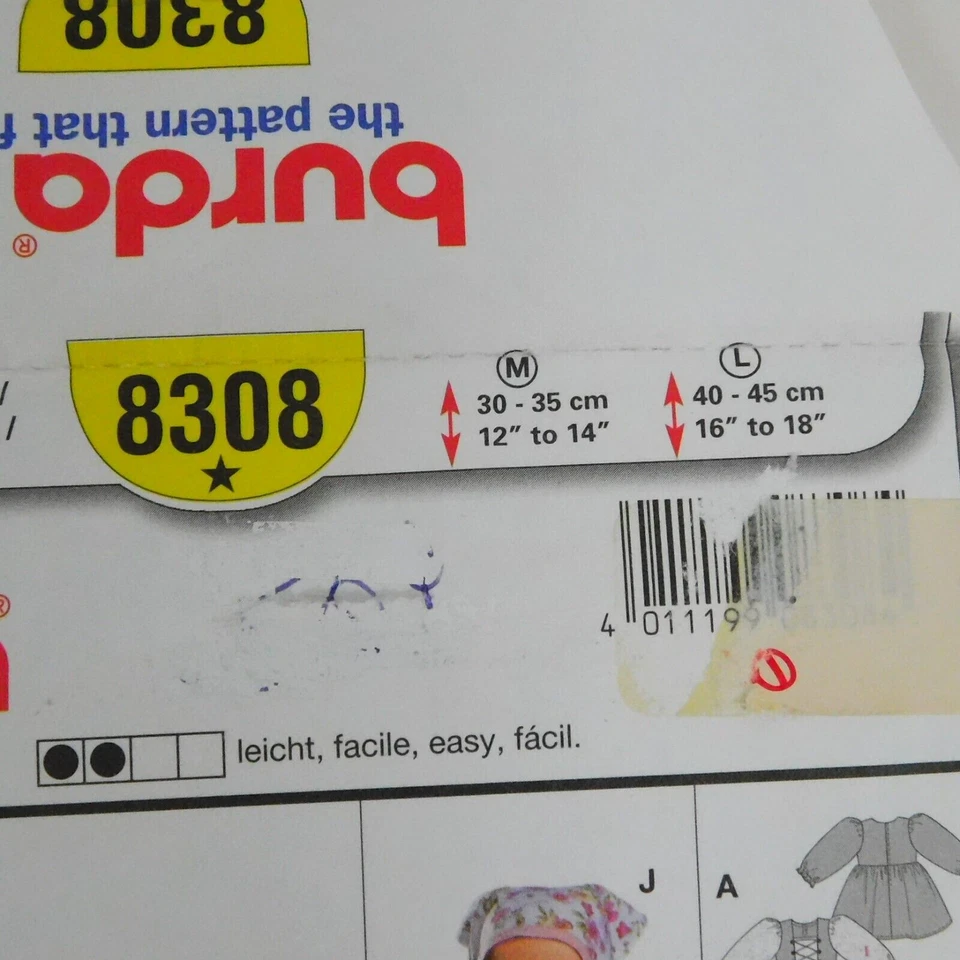 8308
the pattern that f
burda
®
8308
M
30 - 35 cm
12” to 14”
L
40 - 45 cm
16” to 18”
®
4 011199
leicht, facile, easy, fácil.
J
A